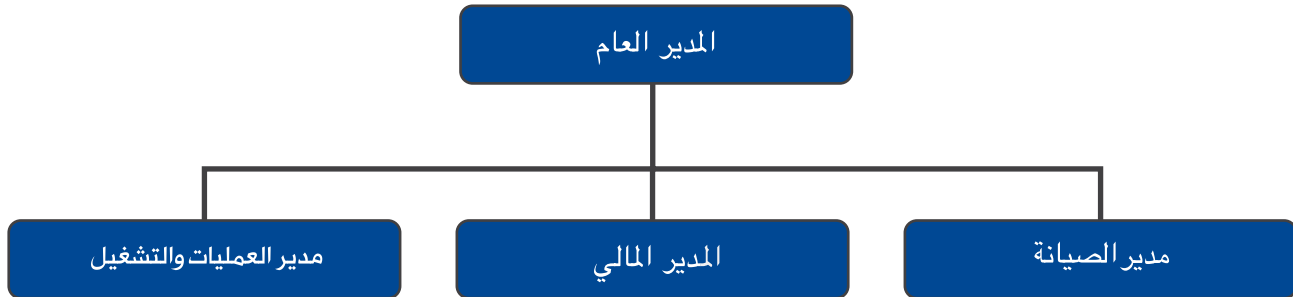 المدير العام
مدير الصيانة
المدير المالي
مدير العمليات والتشغيل